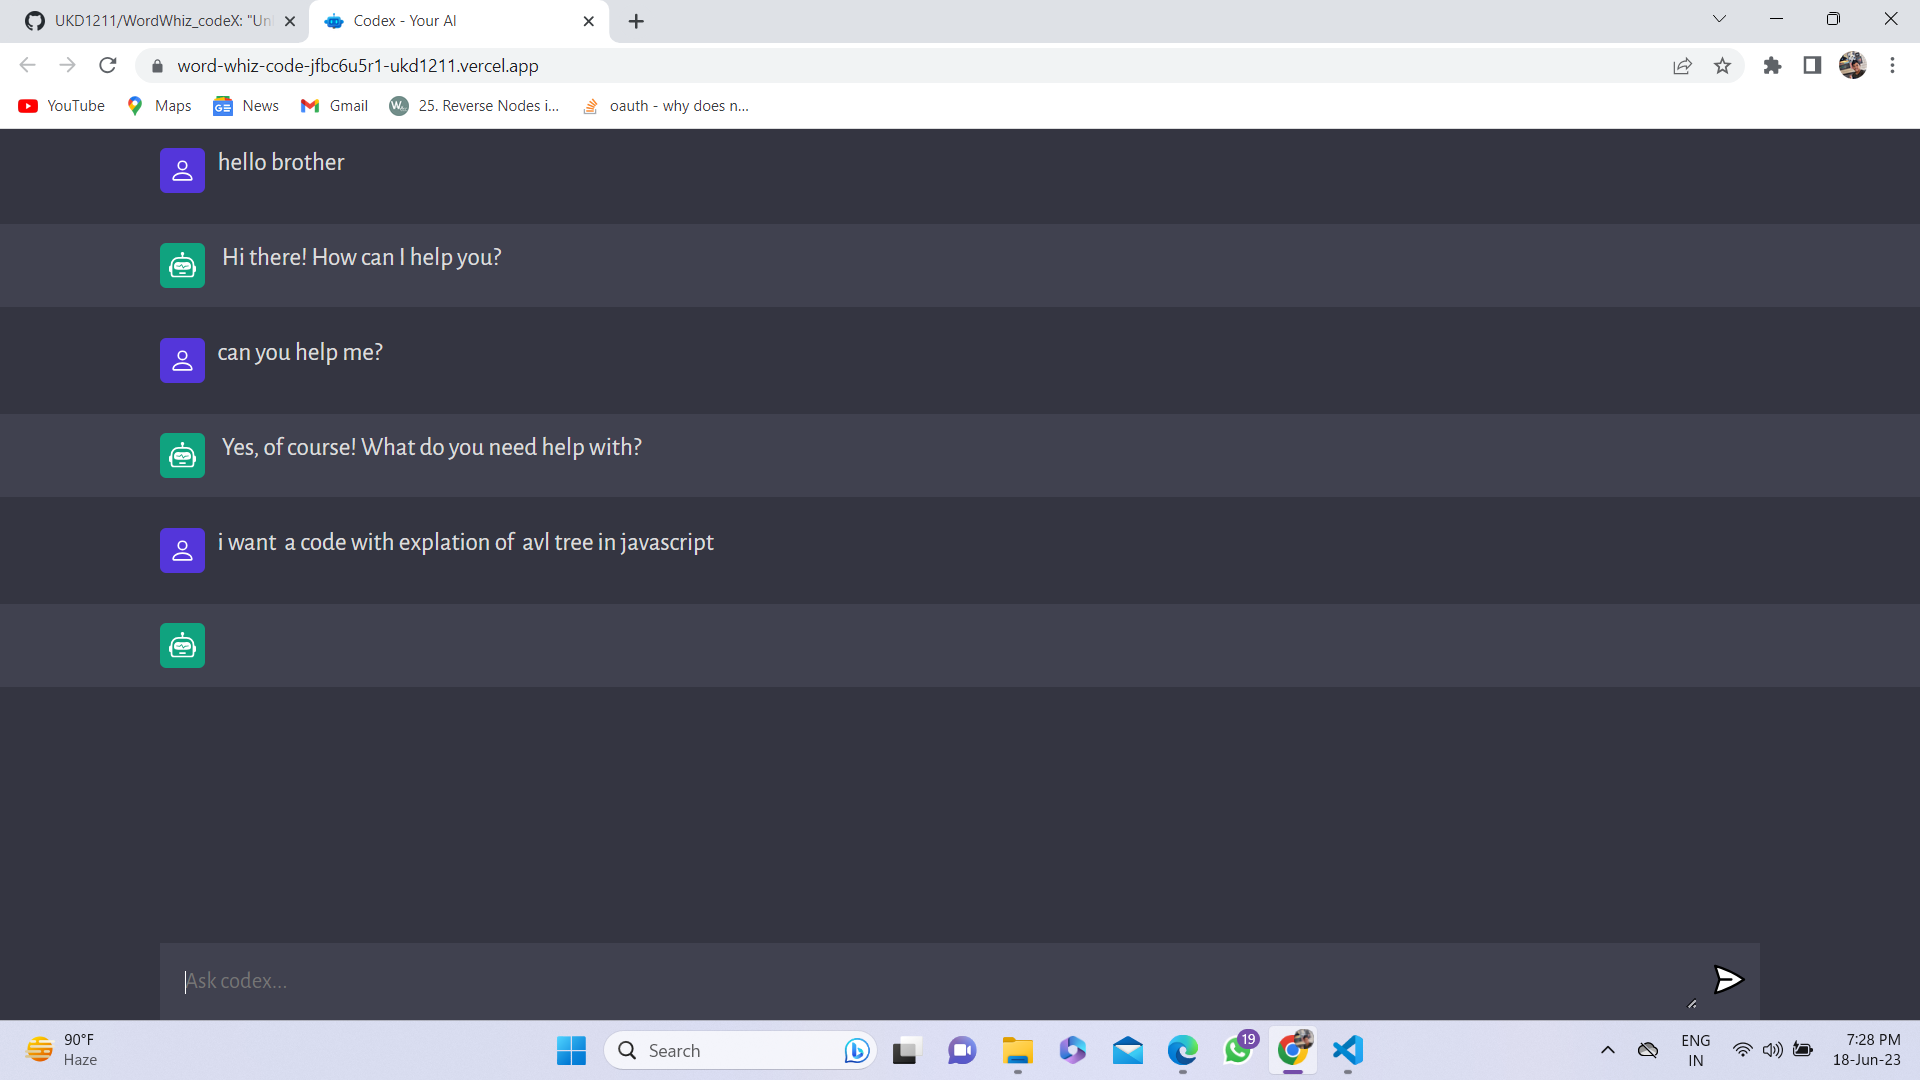 UKD1211/WordWhiz_codeX: "Un
Codex - Your AI
word-whiz-code-jfbc6u5r1-ukd1211.vercel.app
YouTube
Maps
News
Gmail
25. Reverse Nodes i...
oauth - why does n...
hello brother
Hi there! How can I help you?
can you help me?
Yes, of course! What do you need help with?
i want  a code with explation of  avl tree in javascript
Ask codex...
90°F
Haze
Search
19
ENG
IN
7:28 PM
18-Jun-23